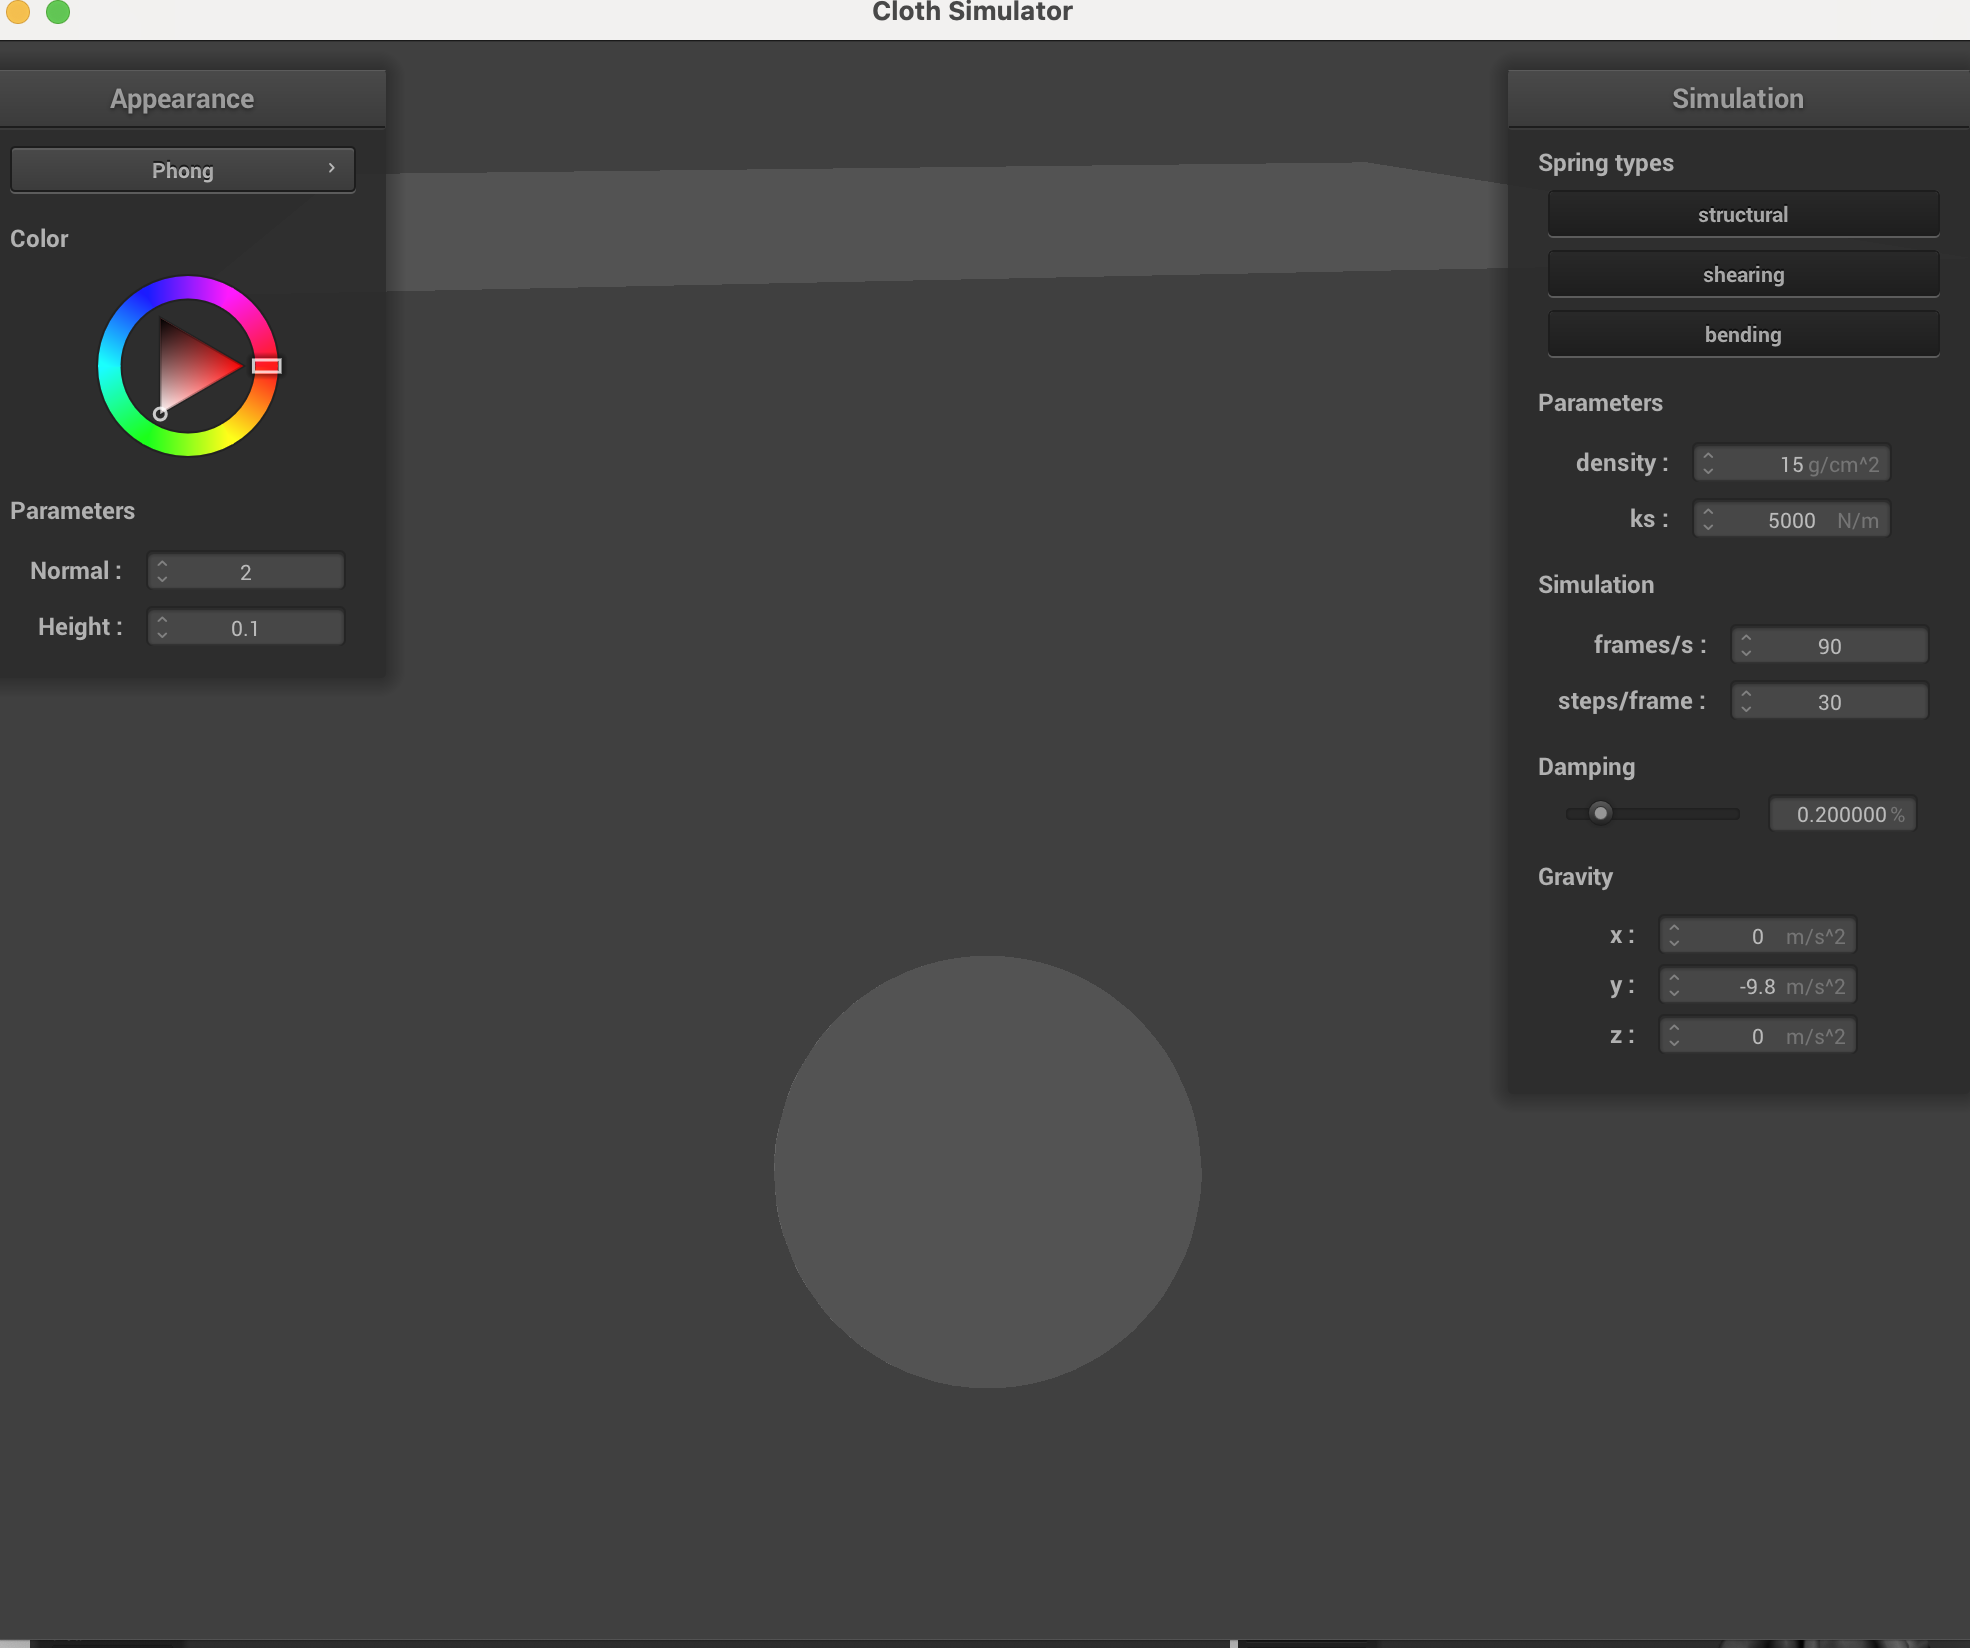 Cloth Simulator
Appearance
Phong
Color
Parameters
Normal : 2
Height : 0.1
Simulation
Spring types
structural
shearing
bending
Parameters
density : 15 g/cm^2
ks : 5000 N/m
Simulation
frames/s : 90
steps/frame : 30
Damping
0.200000 %
Gravity
x : 0 m/s^2
y : -9.8 m/s^2
z : 0 m/s^2